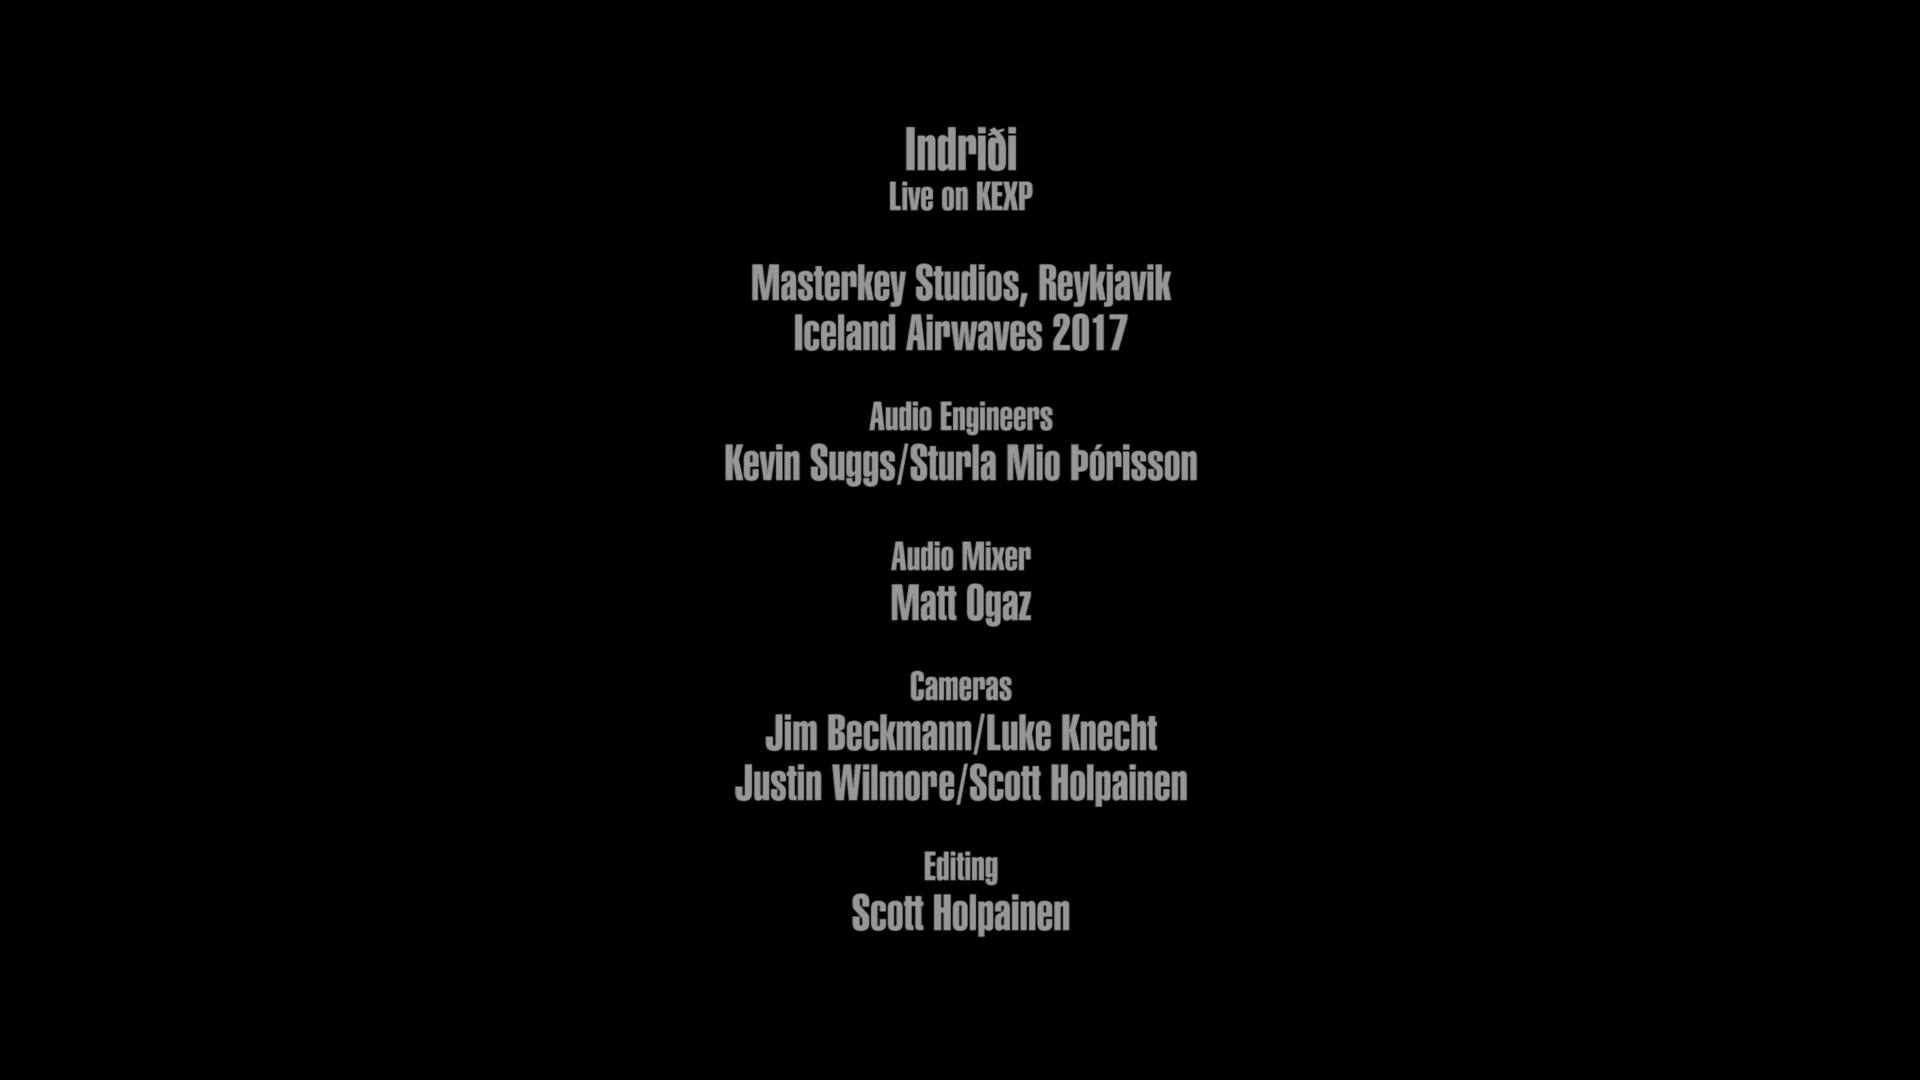 Indriði
Live on KEXP
Masterkey Studios, Reykjavik
Iceland Airwaves 2017
Audio Engineers
Kevin Suggs/Sturla Mio Þórisson
Audio Mixer
Matt Ogaz
Cameras
Jim Beckmann/Luke Knecht
Justin Wilmore/Scott Holpainen
Editing
Scott Holpainen